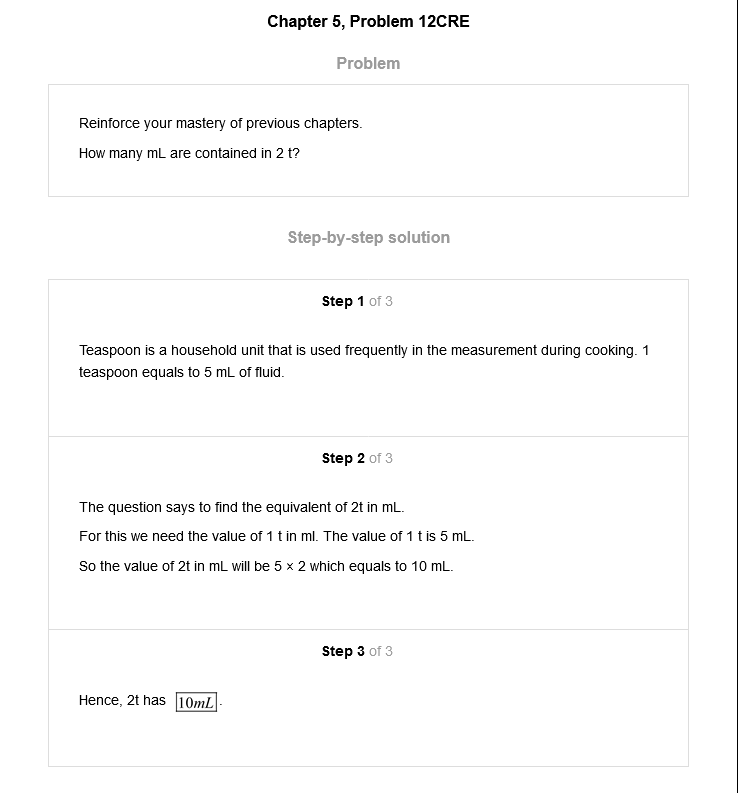 Chapter 5, Problem 12CRE
Problem
Reinforce your mastery of previous chapters.
How many mL are contained in 2 t?
Step-by-step solution
Step 1 of 3
Teaspoon is a household unit that is used frequently in the measurement during cooking. 1
teaspoon equals to 5 mL of fluid.
Step 2 of 3
The question says to find the equivalent of 2t in mL.
For this we need the value of 1 t in ml. The value of 1 t is 5 mL.
So the value of 2t in mL will be 5 × 2 which equals to 10 mL.
Step 3 of 3
Hence, 2t has 10mL.